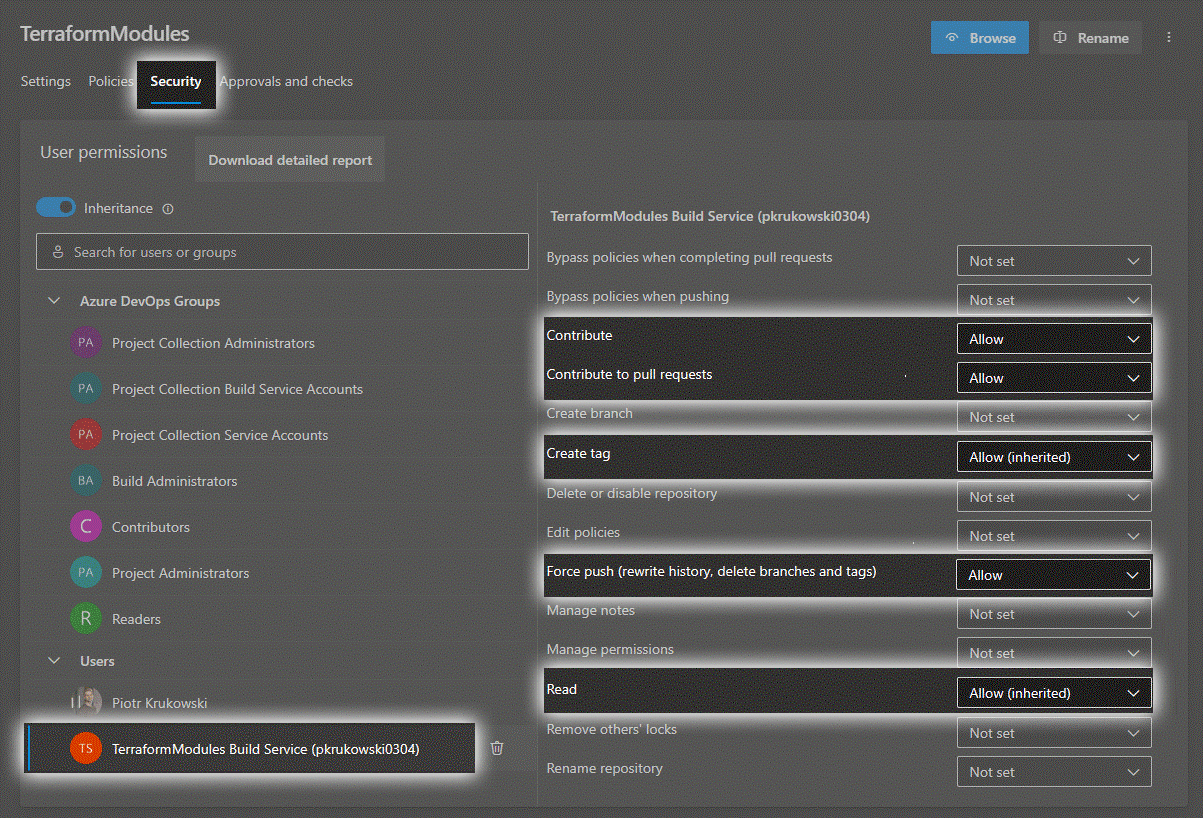 TerraformModules
Browse
Rename
Settings
Policies
Security
Approvals and checks
User permissions
Download detailed report
Inheritance
Search for users or groups
Azure DevOps Groups
PA Project Collection Administrators
PA Project Collection Build Service Accounts
PA Project Collection Service Accounts
BA Build Administrators
C Contributors
PA Project Administrators
R Readers
Users
Piotr Krukowski
TS TerraformModules Build Service (pkrukowski0304)
TerraformModules Build Service (pkrukowski0304)
Bypass policies when completing pull requests Not set
Bypass policies when pushing Not set
Contribute Allow
Contribute to pull requests Allow
Create branch Not set
Create tag Allow (inherited)
Delete or disable repository Not set
Edit policies Not set
Force push (rewrite history, delete branches and tags) Allow
Manage notes Not set
Manage permissions Not set
Read Allow (inherited)
Remove others' locks Not set
Rename repository Not set